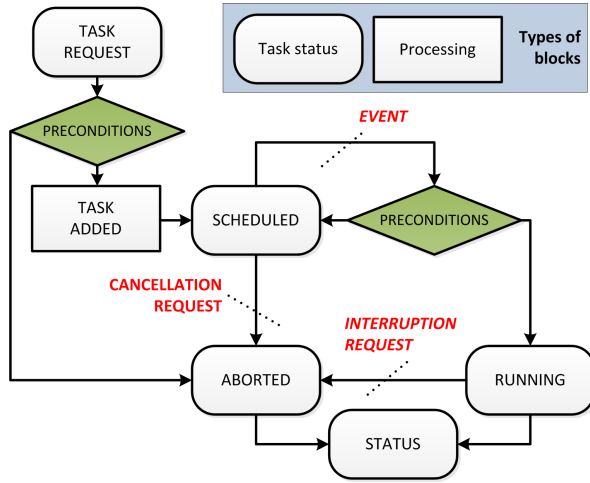 TASK
REQUEST
Task status
Processing
Types of
blocks
PRECONDITIONS
EVENT
TASK
ADDED
SCHEDULED
PRECONDITIONS
CANCELLATION
REQUEST
INTERRUPTION
REQUEST
ABORTED
RUNNING
STATUS